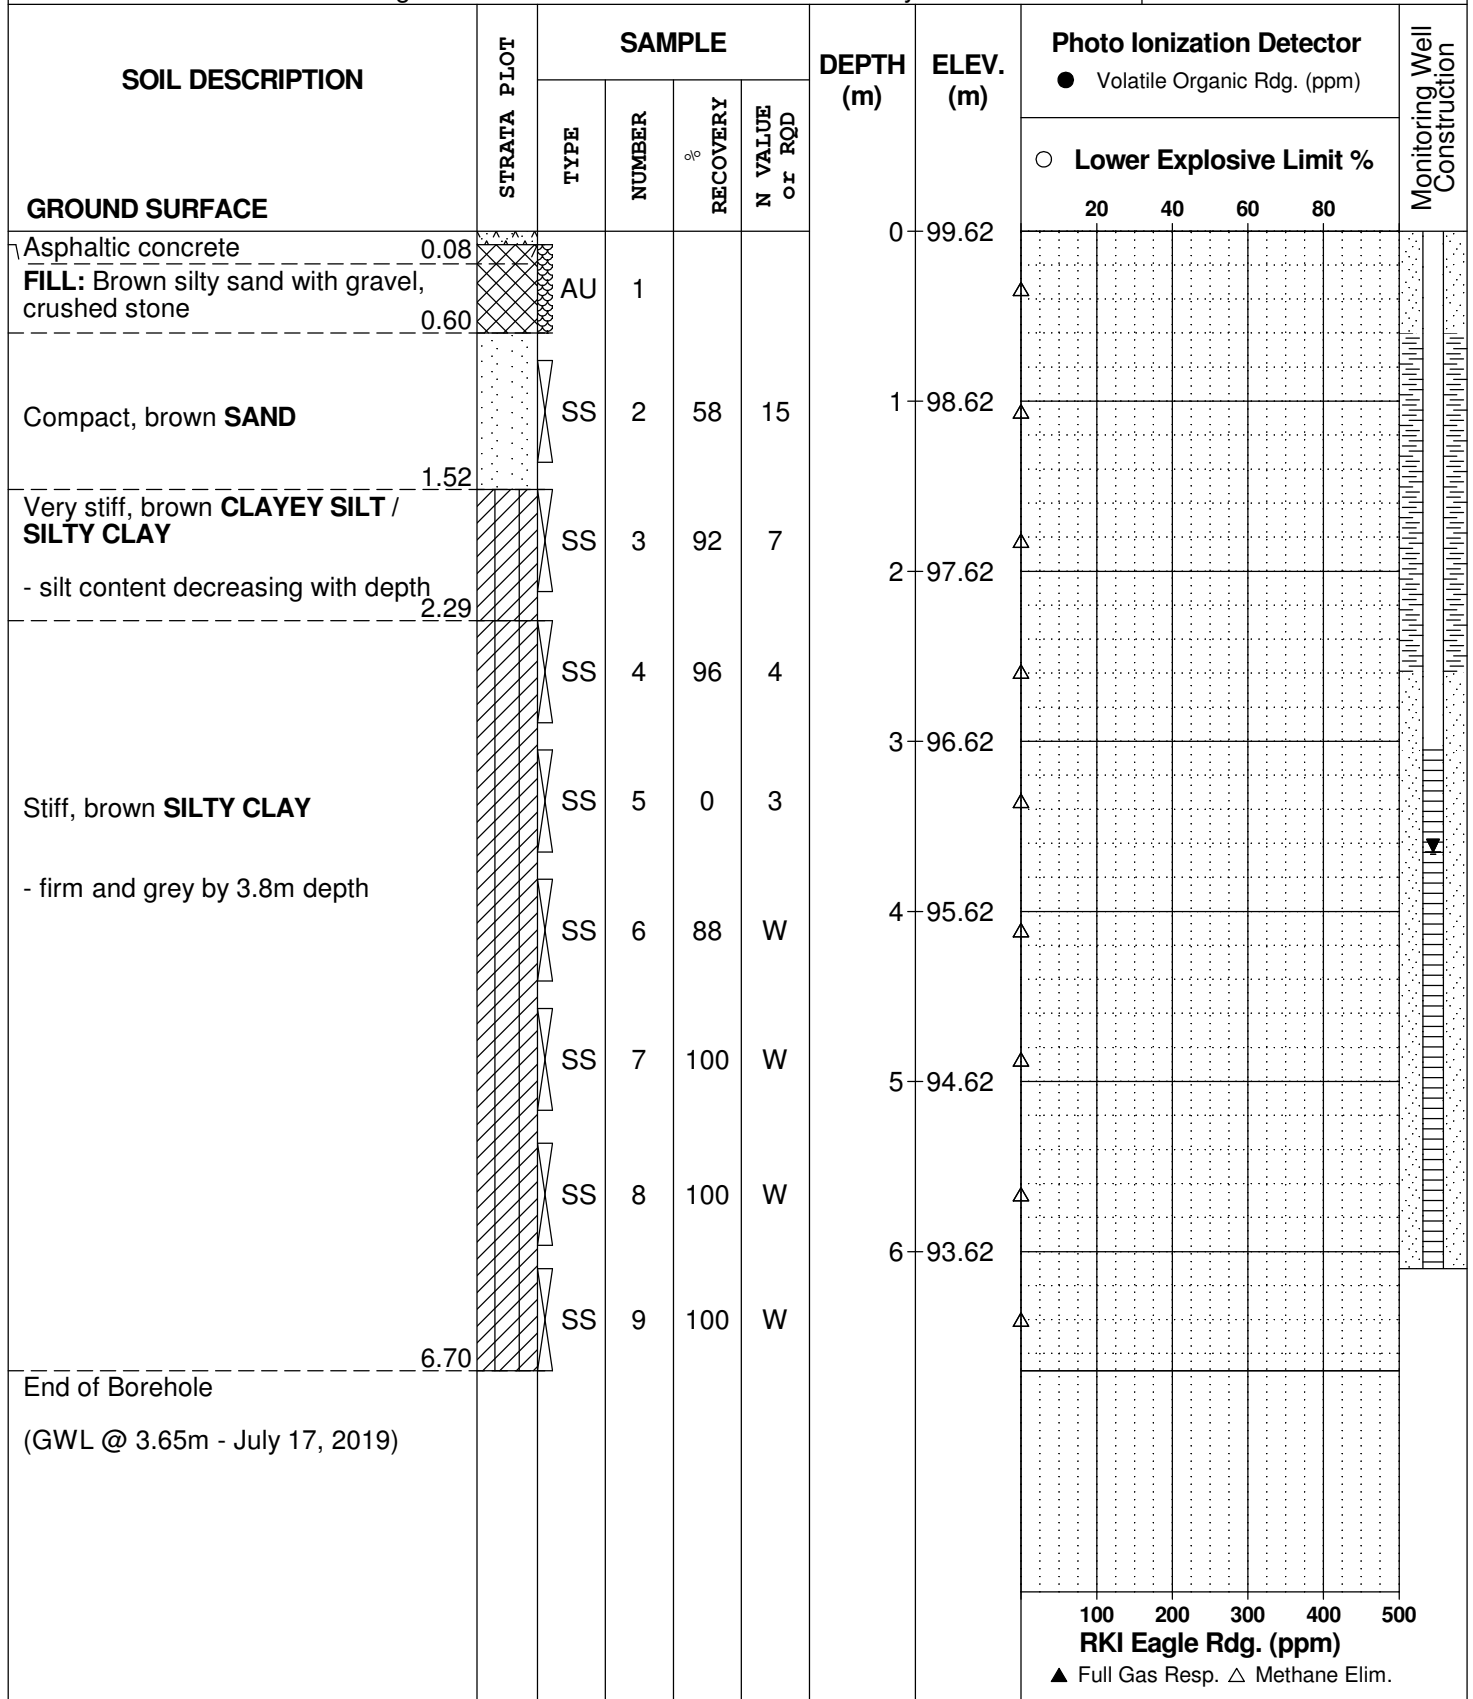 SOIL DESCRIPTION
GROUND SURFACE
STRATA PLOT
SAMPLE
TYPE
NUMBER
%
RECOVERY
N VALUE
or RQD
DEPTH
(m)
ELEV.
(m)
Photo Ionization Detector
● Volatile Organic Rdg. (ppm)
○ Lower Explosive Limit %
20 40 60 80
Monitoring Well
Construction
0 99.62
Asphaltic concrete 0.08
FILL: Brown silty sand with gravel,
crushed stone
0.60
AU 1
Compact, brown SAND
1.52
SS 2 58 15
1 98.62
Very stiff, brown CLAYEY SILT /
SILTY CLAY
- silt content decreasing with depth
2.29
SS 3 92 7
2 97.62
SS 4 96 4
3 96.62
Stiff, brown SILTY CLAY
SS 5 0 3
- firm and grey by 3.8m depth
4 95.62
SS 6 88 W
SS 7 100 W
5 94.62
SS 8 100 W
6 93.62
SS 9 100 W
6.70
End of Borehole
(GWL @ 3.65m - July 17, 2019)
100 200 300 400 500
RKI Eagle Rdg. (ppm)
▲ Full Gas Resp. △ Methane Elim.